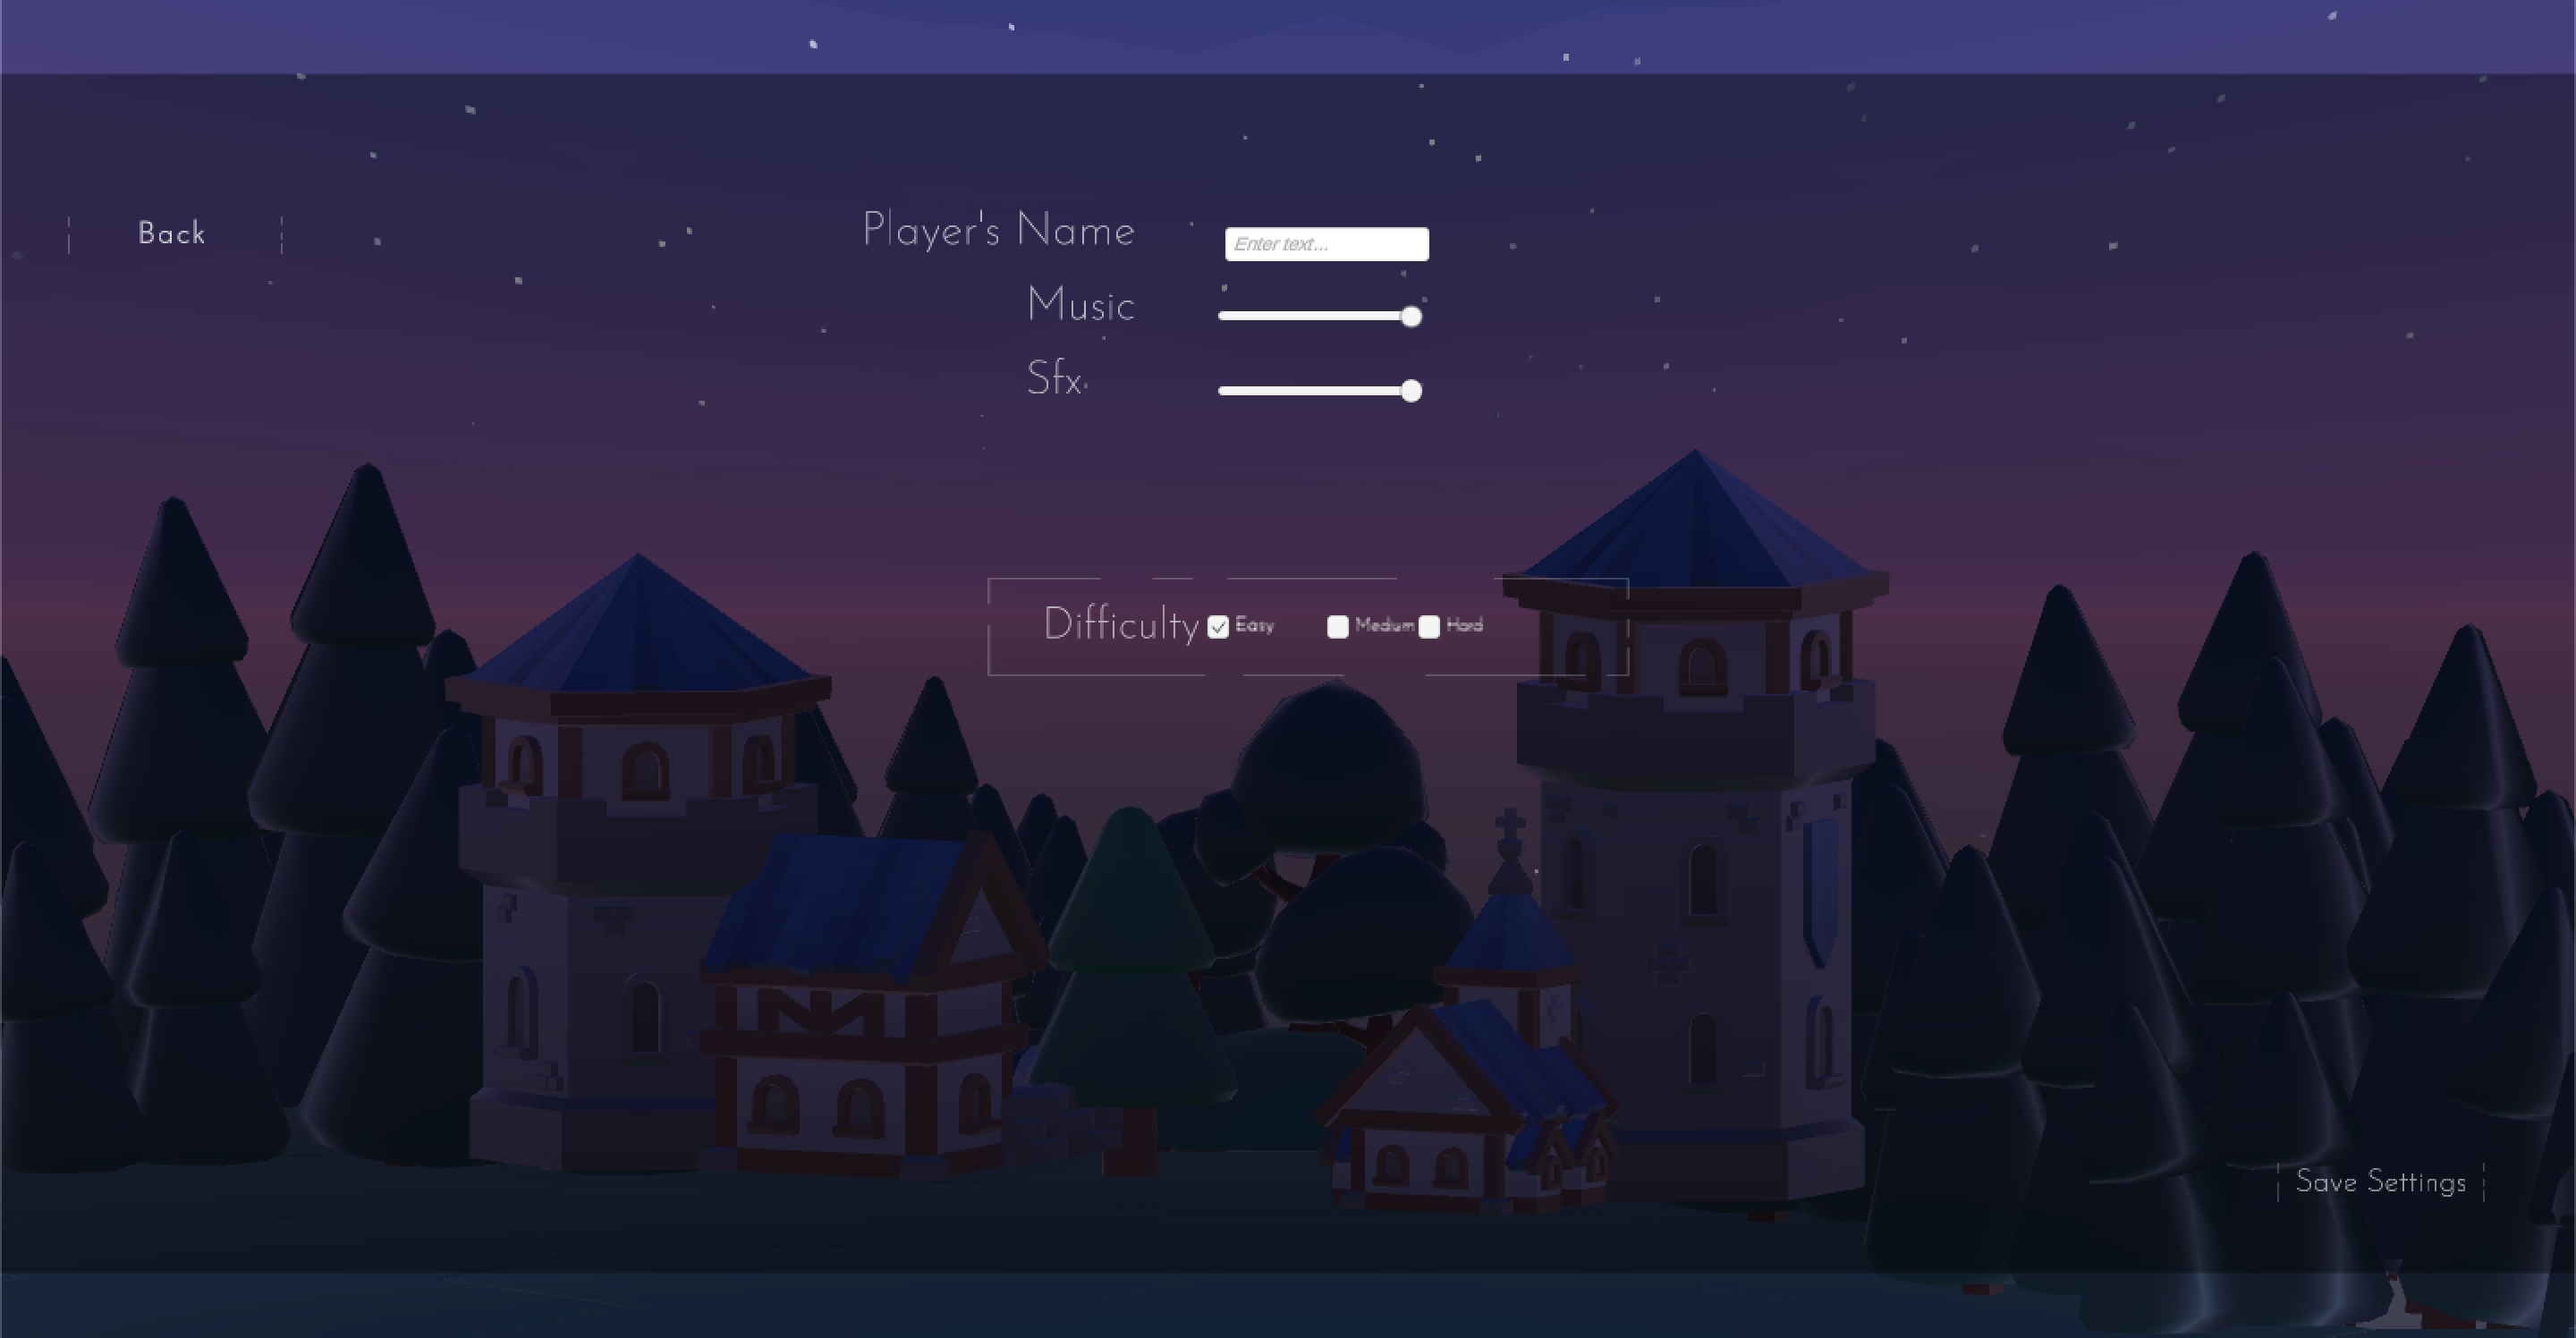 Back
Player's Name
Enter text...
Music
Sfx
Difficulty Easy Medium Hard
Save Settings